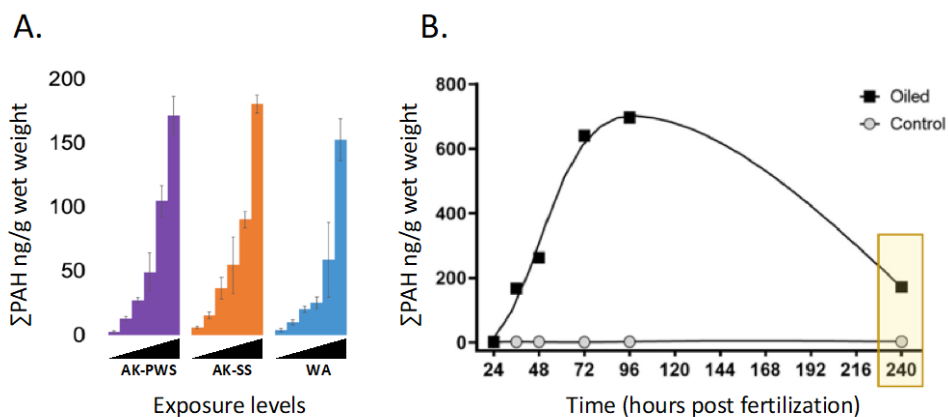 A.
∑PAH ng/g wet weight
200
150
100
50
0
AK-PWS AK-SS WA
Exposure levels
B.
∑PAH ng/g wet weight
800
600
400
200
0
Oiled
Control
24 48 72 96 120 144 168 192 216 240
Time (hours post fertilization)